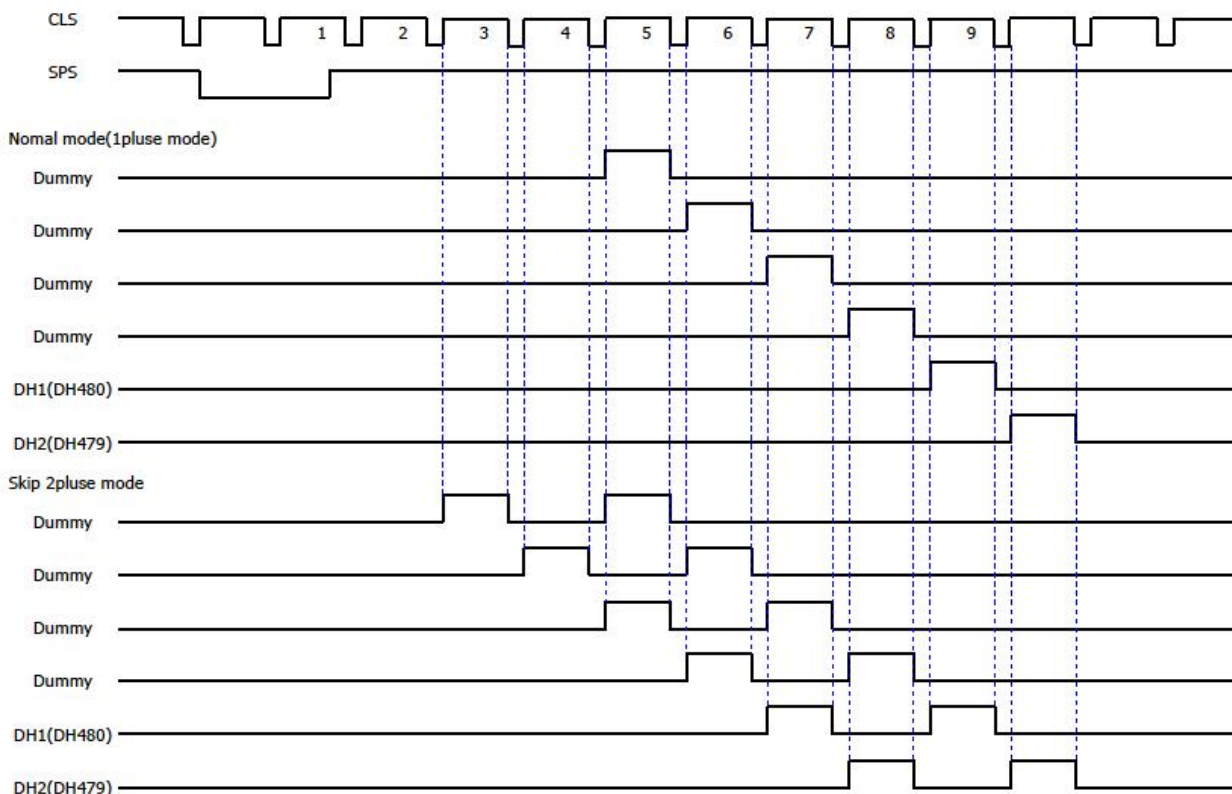 CLS
1 2 3 4 5 6 7 8 9
SPS
Nomal mode(1pluse mode)
Dummy
Dummy
Dummy
Dummy
DH1(DH480)
DH2(DH479)
Skip 2pluse mode
Dummy
Dummy
Dummy
Dummy
DH1(DH480)
DH2(DH479)